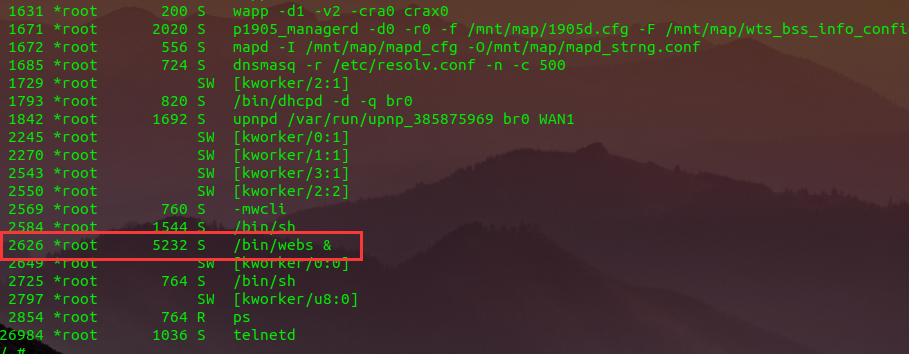 1631 *root 200 S wapp -d1 -v2 -cra0 crax0
1671 *root 2020 S p1905_managerd -d0 -r0 -f /mnt/map/1905d.cfg -F /mnt/map/wts_bss_info_confi
1672 *root 556 S mapd -I /mnt/map/mapd_cfg -O/mnt/map/mapd_strng.conf
1685 *root 724 S dnsmasq -r /etc/resolv.conf -n -c 500
1729 *root SW [kworker/2:1]
1793 *root 820 S /bin/dhcpd -d -q br0
1842 *root 1692 S upnpd /var/run/upnp_385875969 br0 WAN1
2245 *root SW [kworker/0:1]
2270 *root SW [kworker/1:1]
2543 *root SW [kworker/3:1]
2550 *root SW [kworker/2:2]
2569 *root 760 S -mwcli
2584 *root 1544 S /bin/sh
2626 *root 5232 S /bin/webs &
2649 *root SW [kworker/0:0]
2725 *root 764 S /bin/sh
2797 *root SW [kworker/u8:0]
2854 *root 764 R ps
26984 *root 1036 S telnetd
/ #